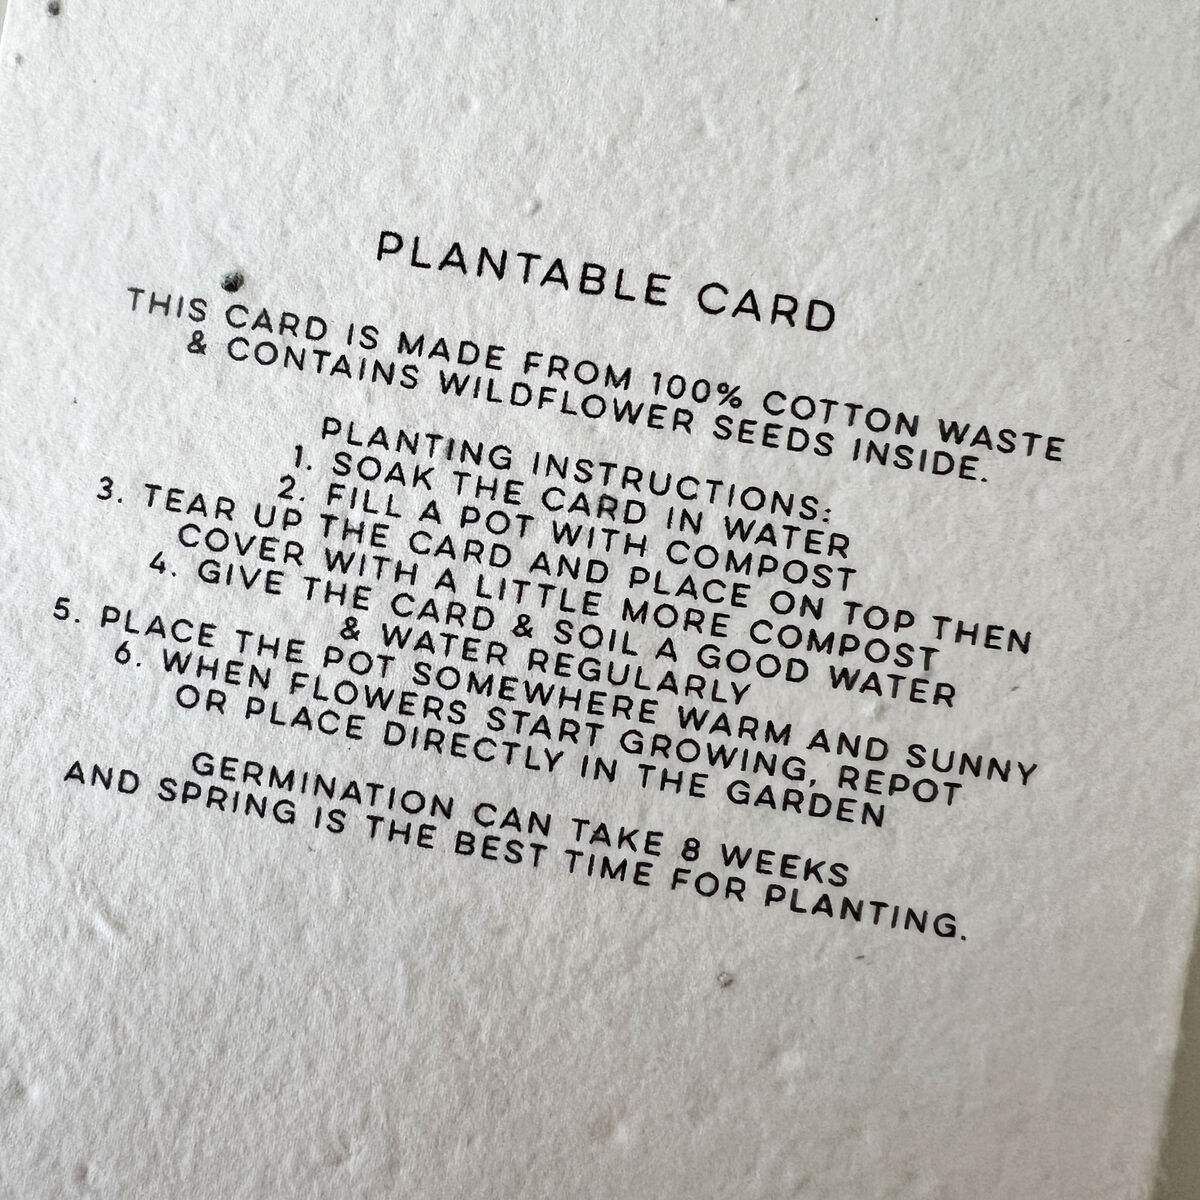 PLANTABLE CARD
THIS CARD IS MADE FROM 100% COTTON WASTE
& CONTAINS WILDFLOWER SEEDS INSIDE.
PLANTING INSTRUCTIONS:
1. SOAK THE CARD IN WATER
2. FILL A POT WITH COMPOST
3. TEAR UP THE CARD AND PLACE ON TOP THEN
COVER WITH A LITTLE MORE COMPOST
4. GIVE THE CARD & SOIL A GOOD WATER
& WATER REGULARLY
5. PLACE THE POT SOMEWHERE WARM AND SUNNY
6. WHEN FLOWERS START GROWING, REPOT
OR PLACE DIRECTLY IN THE GARDEN
GERMINATION CAN TAKE 8 WEEKS
AND SPRING IS THE BEST TIME FOR PLANTING.